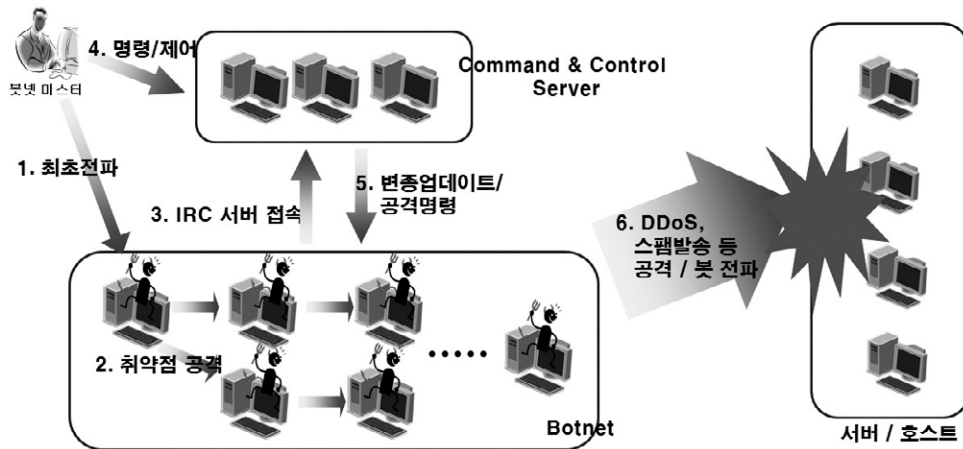 4. 명령/제어
Command & Control
Server
봇넷 마스터
1. 최초전파
3. IRC 서버 접속
5. 변종업데이트/
공격명령
6. DDoS,
스팸발송 등
공격 / 봇 전파
2. 취약점 공격
Botnet
서버 / 호스트